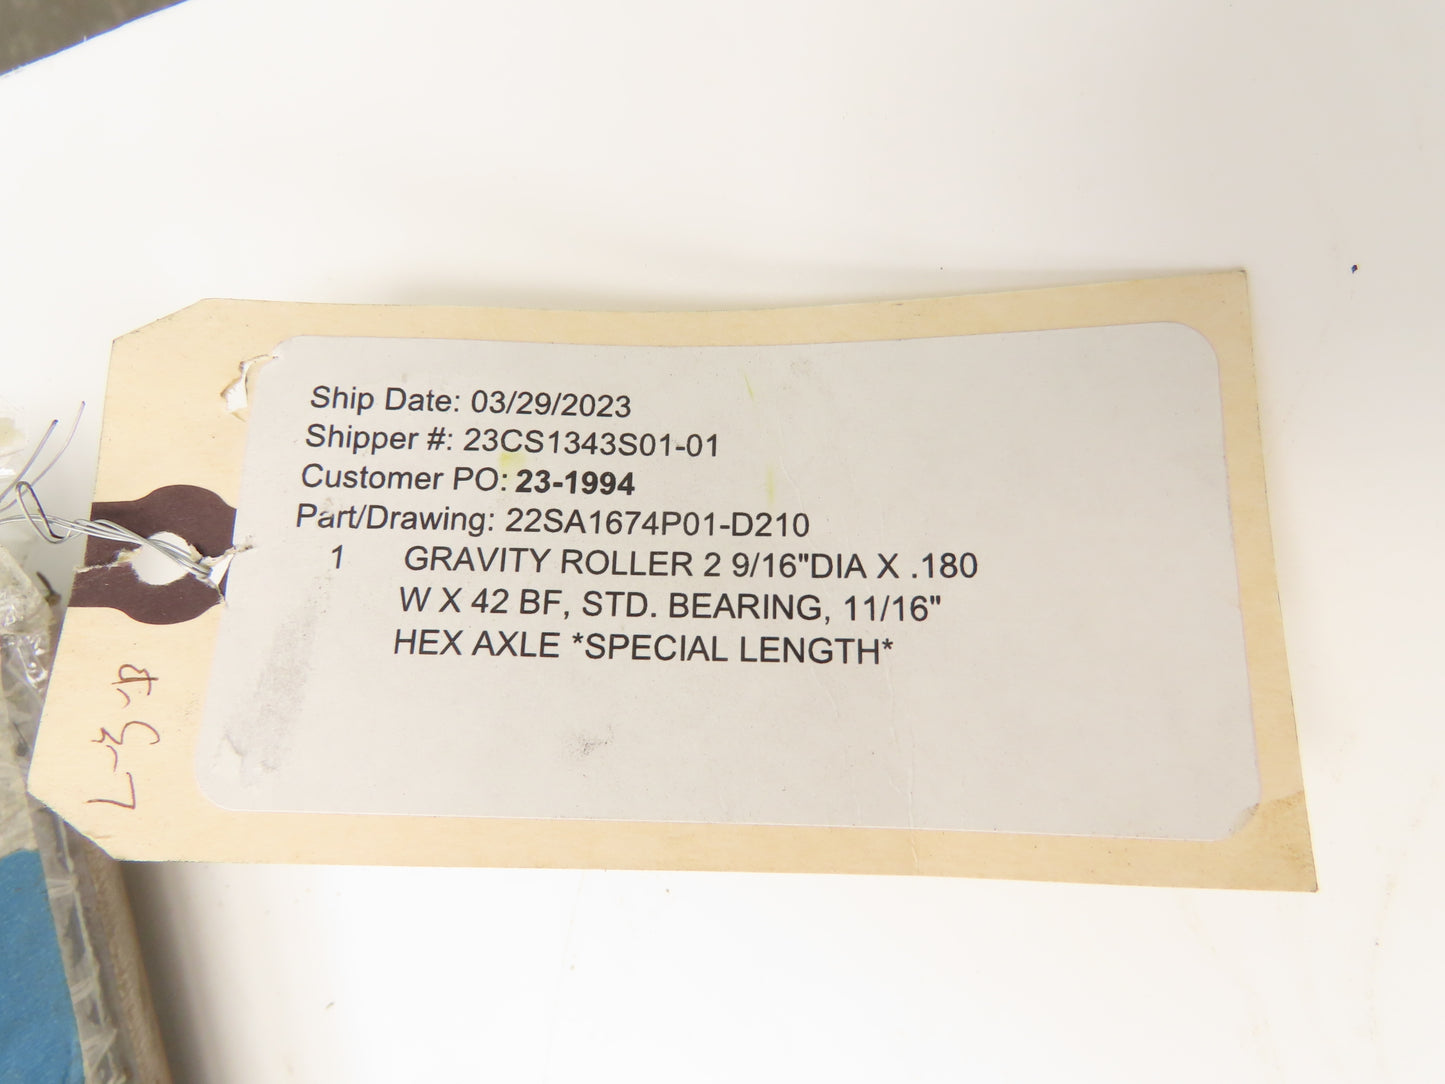 Ship Date: 03/29/2023
Shipper #: 23CS1343S01-01
Customer PO: 23-1994
Part/Drawing: 22SA1674P01-D210
1 GRAVITY ROLLER 2 9/16"DIA X .180
W X 42 BF, STD. BEARING, 11/16"
HEX AXLE *SPECIAL LENGTH*